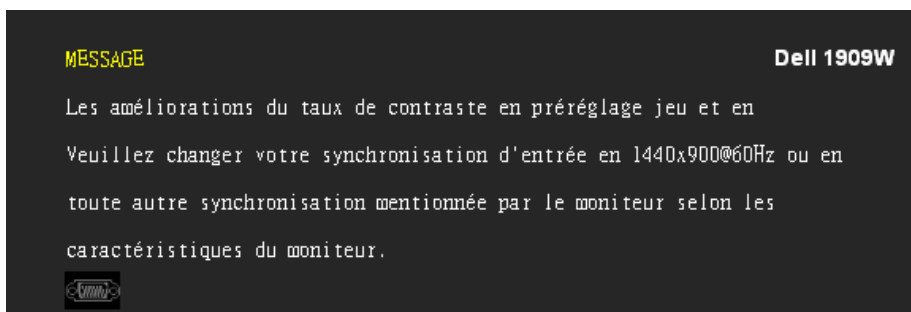 MESSAGE
Dell 1909W
Les améliorations du taux de contraste en préréglage jeu et en
Veuillez changer votre synchronisation d'entrée en 1440x900@60Hz ou en
toute autre synchronisation mentionnée par le moniteur selon les
caractéristiques du moniteur.